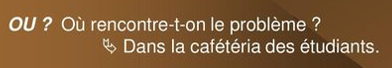 OU ? Où rencontre-t-on le problème ?
⮱ Dans la cafétéria des étudiants.